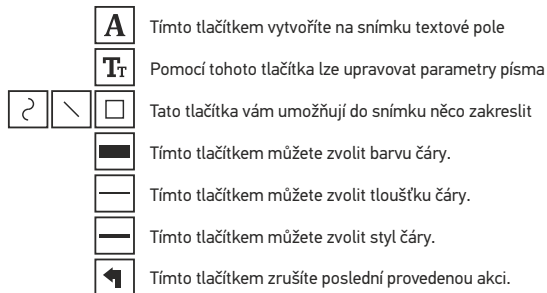 A Tímto tlačítkem vytvoříte na snímku textové pole
TT Pomocí tohoto tlačítka lze upravovat parametry písma
Tato tlačítka vám umožňují do snímku něco zakreslit
Tímto tlačítkem můžete zvolit barvu čáry.
Tímto tlačítkem můžete zvolit tloušťku čáry.
Tímto tlačítkem můžete zvolit styl čáry.
Tímto tlačítkem zrušíte poslední provedenou akci.